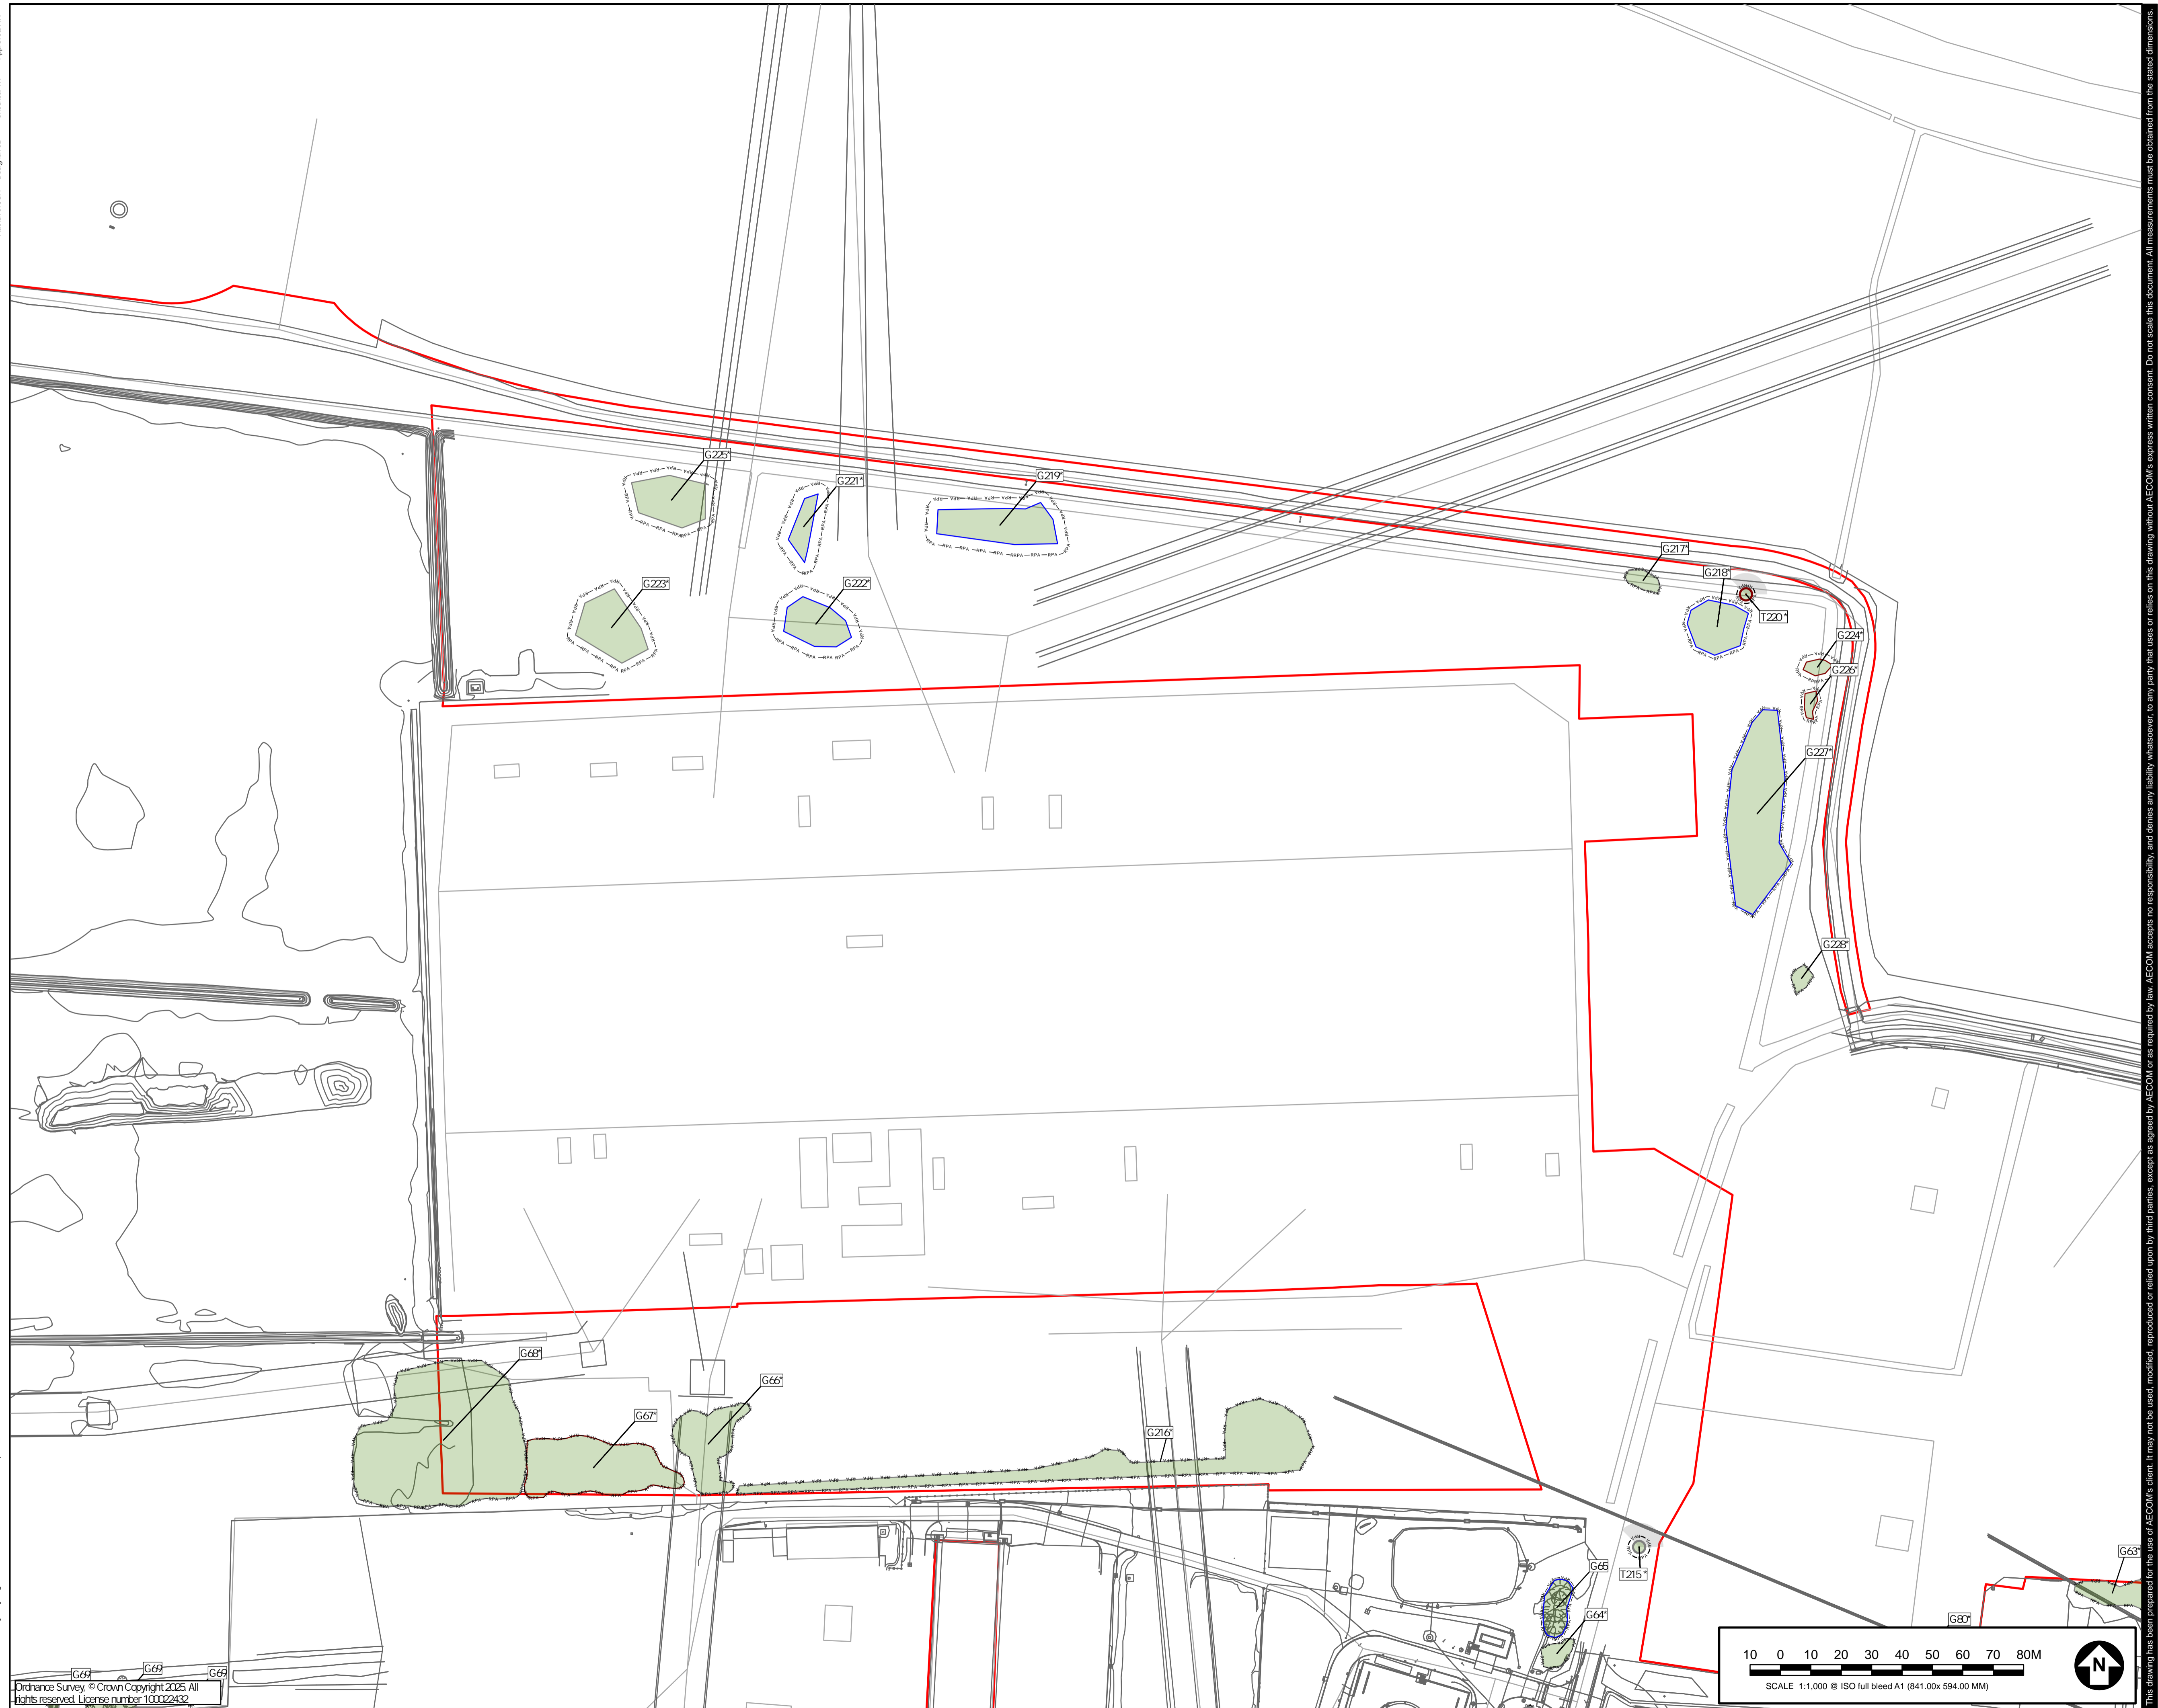 G225*
G221*
G219*
G223*
G222*
G217*
G218*
T220*
G224*
G226*
G227*
G228*
G68*
G67*
G66*
G216*
G65
T215*
G64*
G63*
G80*
G69
G69
G69
RPA
1
1
Ordnance Survey, © Crown Copyright 2025. All
rights reserved. License number 100022432
10 0 10 20 30 40 50 60 70 80M
SCALE 1:1,000 @ ISO full bleed A1 (841.00x 594.00 MM)
N
This drawing has been prepared for the use of AECOM's client. It may not be used, modified, reproduced or relied upon by third parties, except as agreed by AECOM or as required by law. AECOM accepts no responsibility, and denies any liability whatsoever, to any party that uses or relies on this drawing without AECOM's express written consent. Do not scale this document. All measurements must be obtained from the stated dimensions.